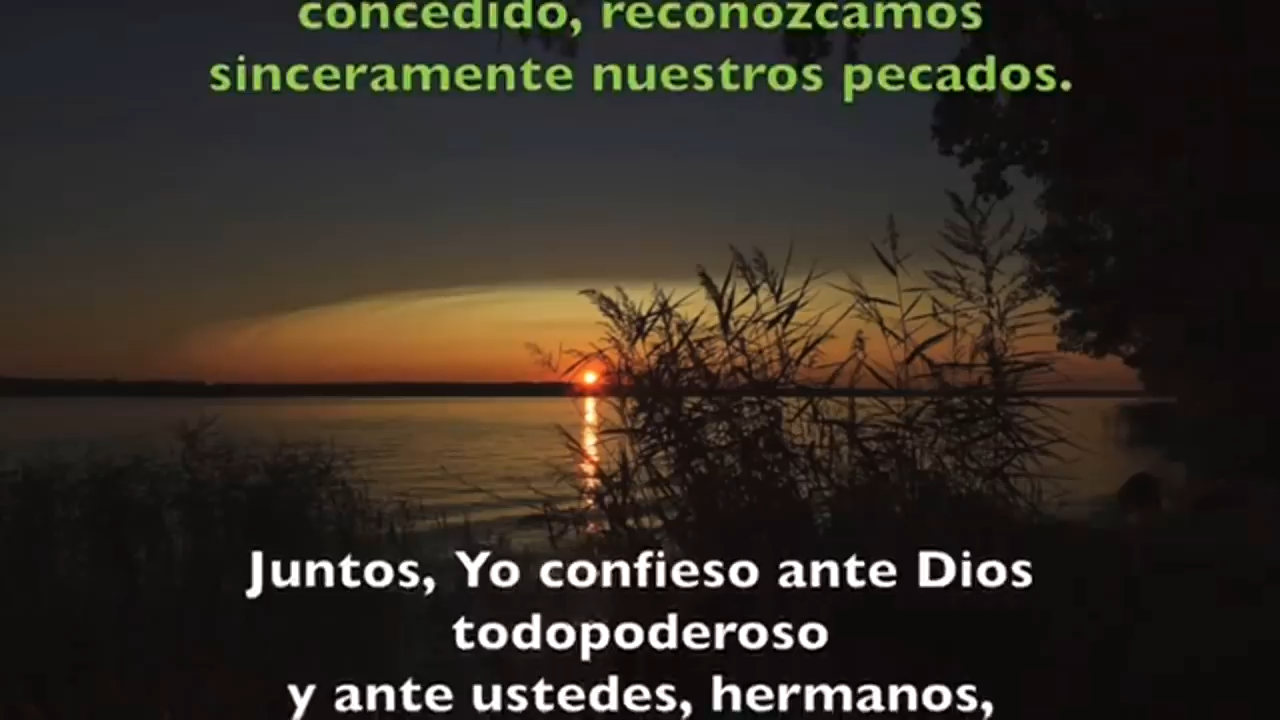 concedido, reconozcamos
sinceramente nuestros pecados.
Juntos, Yo confieso ante Dios
todopoderoso
y ante ustedes, hermanos,